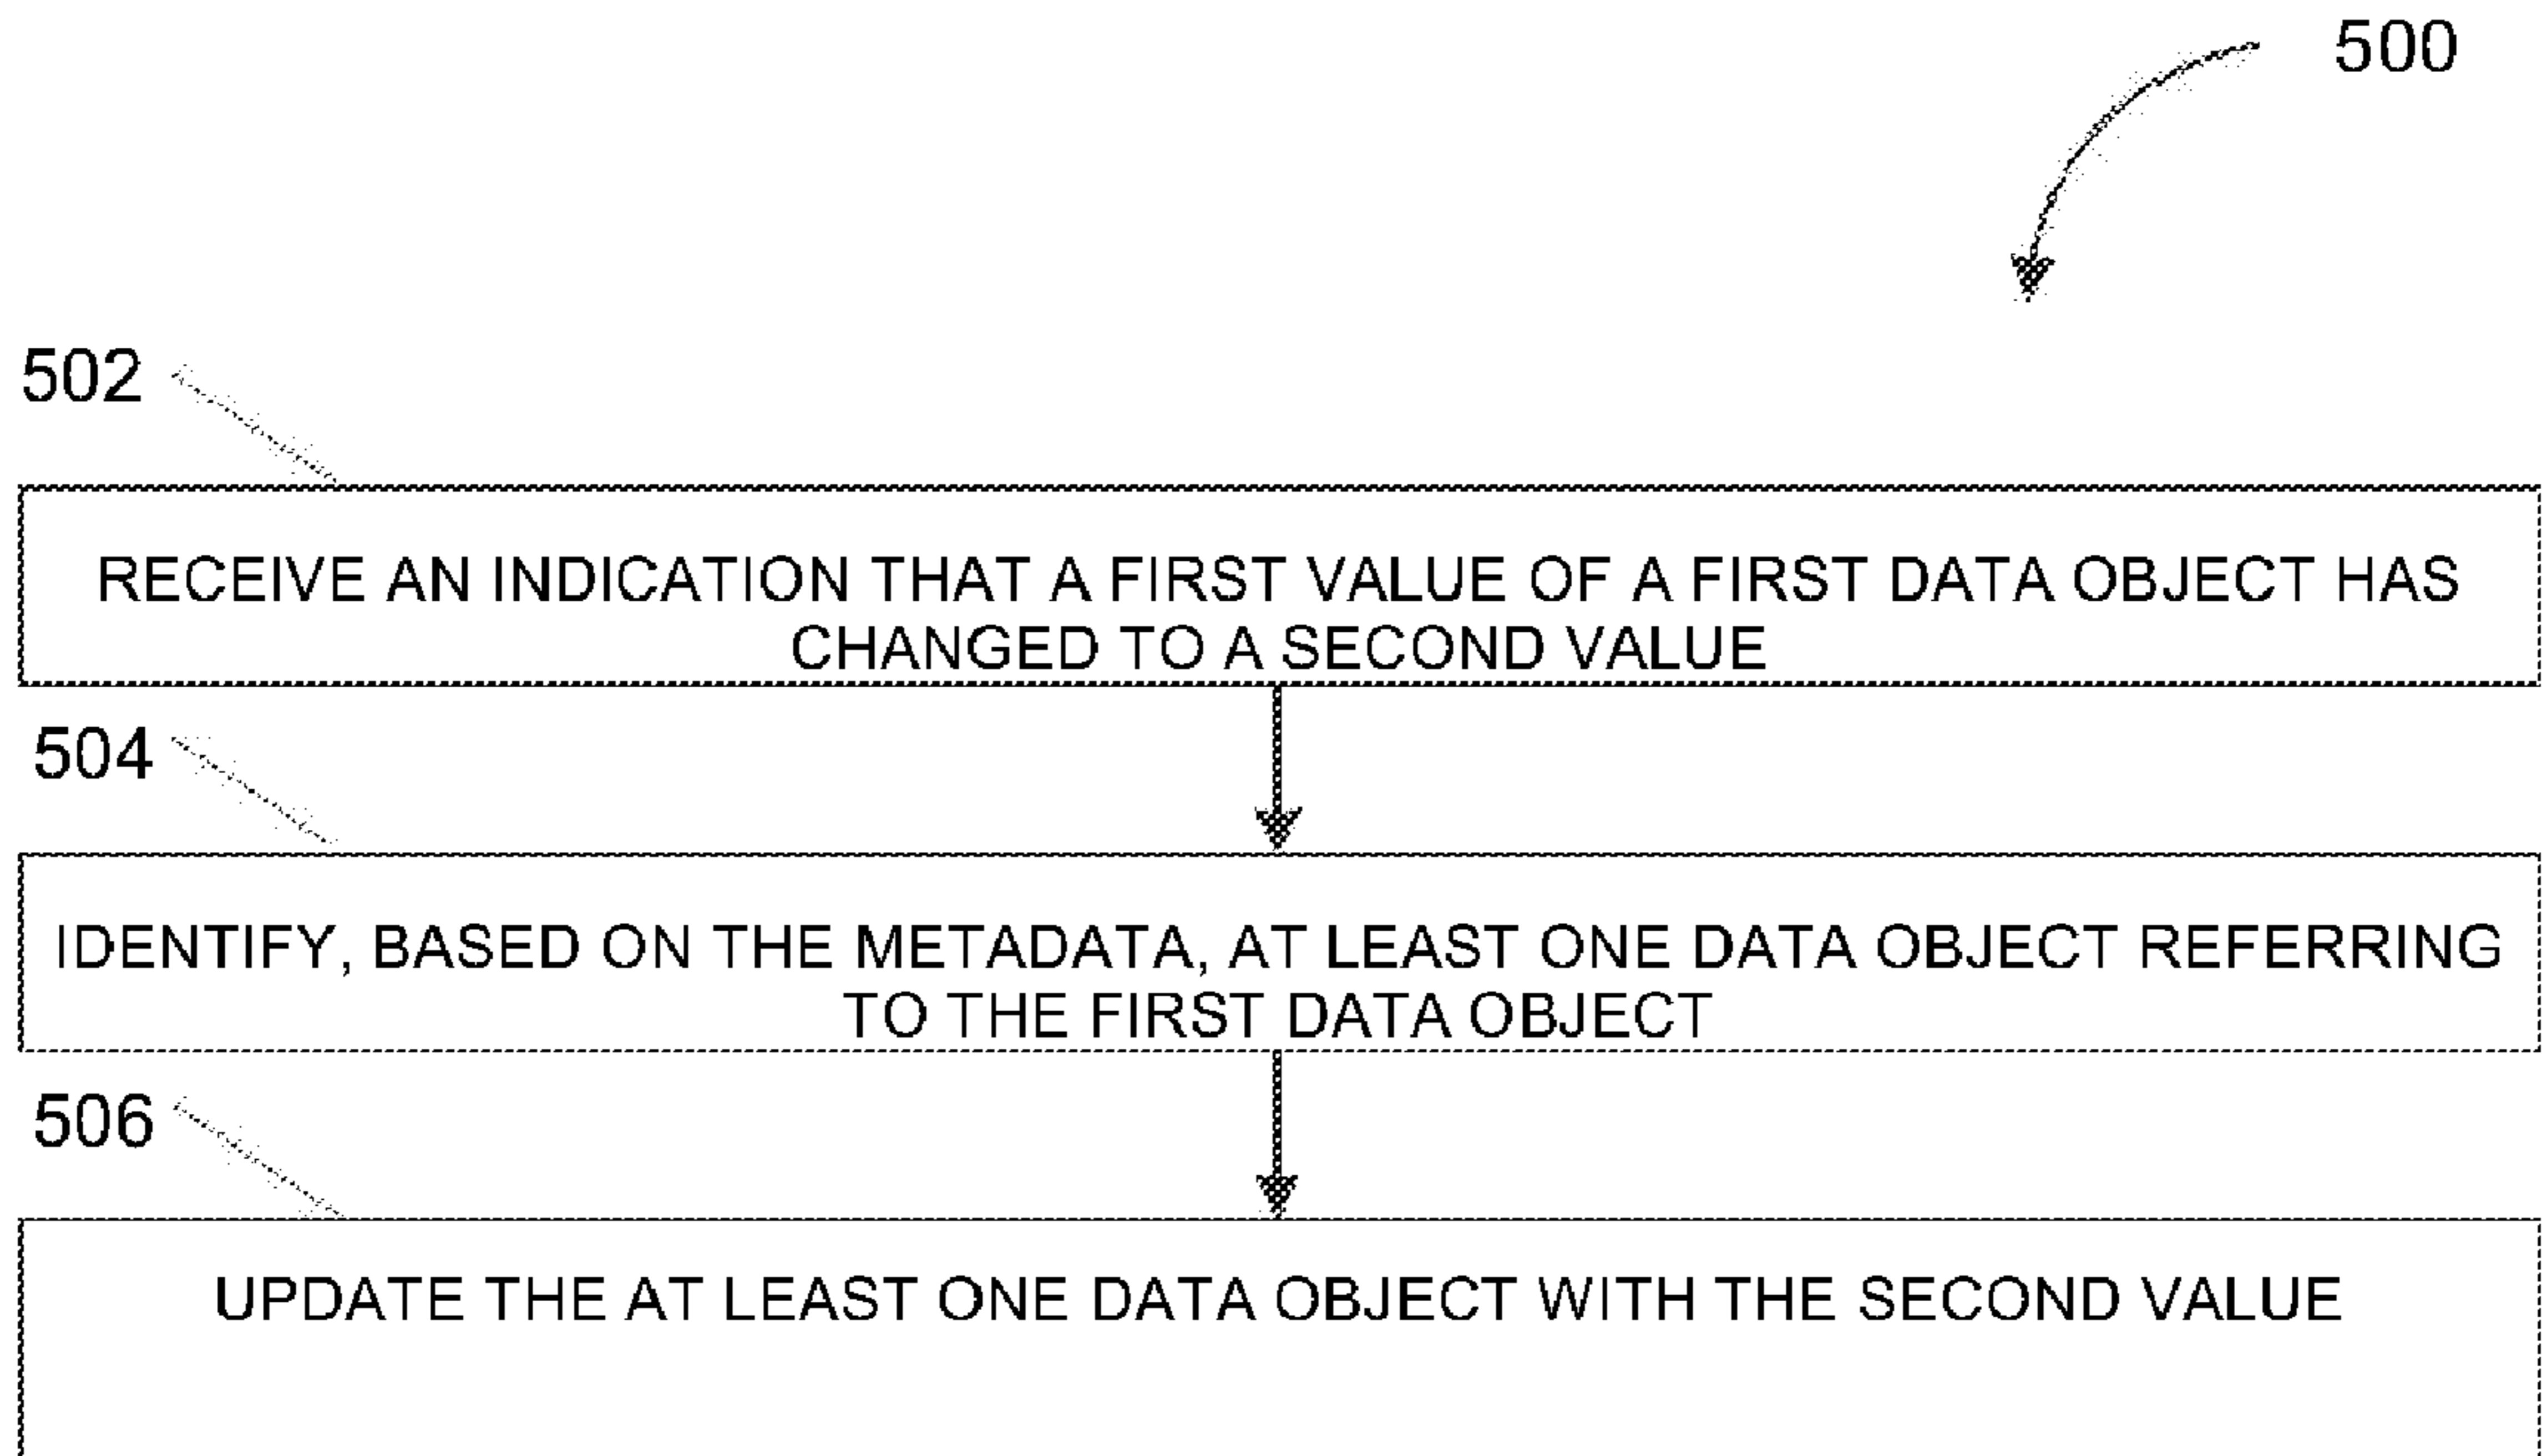 500
502
RECEIVE AN INDICATION THAT A FIRST VALUE OF A FIRST DATA OBJECT HAS
CHANGED TO A SECOND VALUE
504
IDENTIFY, BASED ON THE METADATA, AT LEAST ONE DATA OBJECT REFERRING
TO THE FIRST DATA OBJECT
506
UPDATE THE AT LEAST ONE DATA OBJECT WITH THE SECOND VALUE